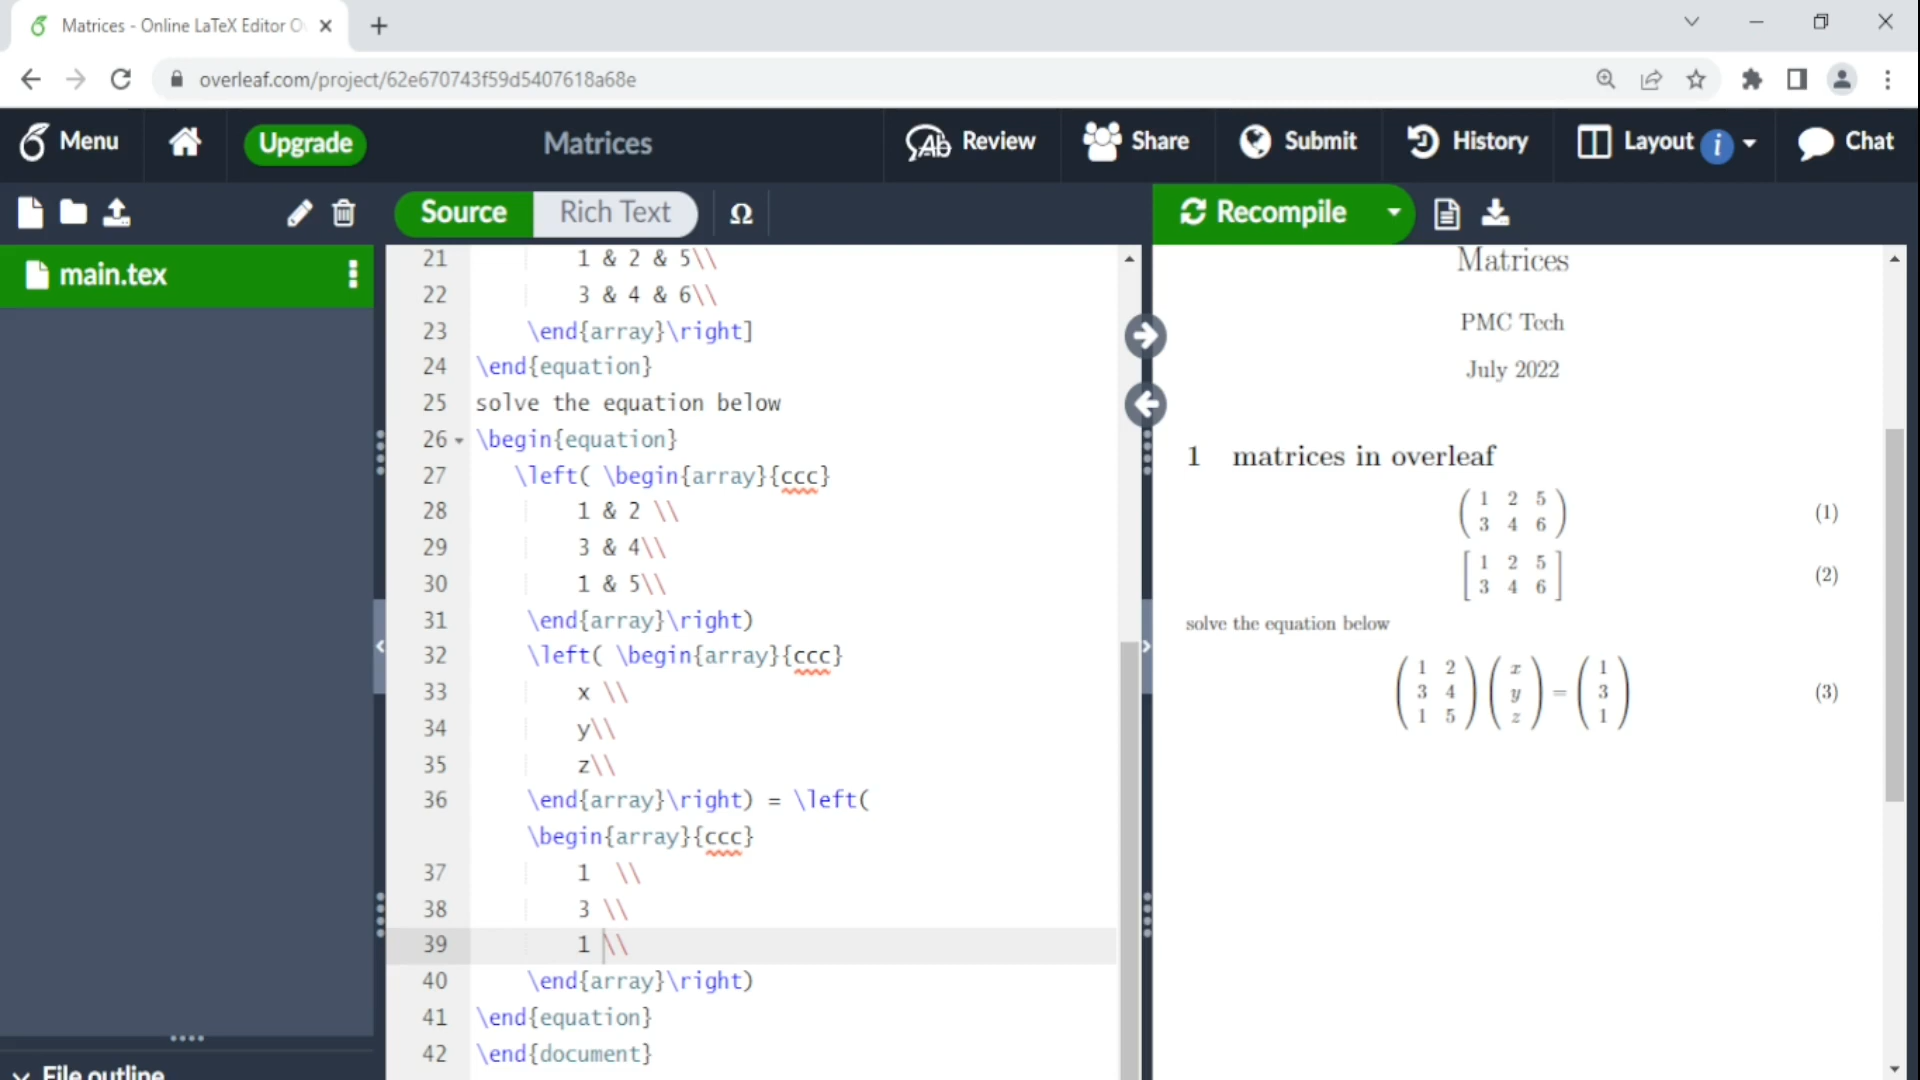 Matrices - Online LaTeX Editor O
overleaf.com/project/62e670743f59d5407618a68e
Menu
Upgrade
Matrices
Review
Share
Submit
History
Layout
Chat
Source
Rich Text
Ω
Recompile
main.tex
File outline
21 1 & 2 & 5\\
22 3 & 4 & 6\\
23 \end{array}\right]
24 \end{equation}
25 solve the equation below
26 \begin{equation}
27 \left( \begin{array}{ccc}
28 1 & 2 \\
29 3 & 4\\
30 1 & 5\\
31 \end{array}\right)
32 \left( \begin{array}{ccc}
33 x \\
34 y\\
35 z\\
36 \end{array}\right) = \left(
\begin{array}{ccc}
37 1  \\
38 3 \\
39 1 \\
40 \end{array}\right)
41 \end{equation}
42 \end{document}
Matrices
PMC Tech
July 2022
1 matrices in overleaf
( 1 2 5
3 4 6 ) (1)
[ 1 2 5
3 4 6 ] (2)
solve the equation below
1 2 x 1
( 3 4 ) ( y ) = ( 3 ) (3)
1 5 z 1